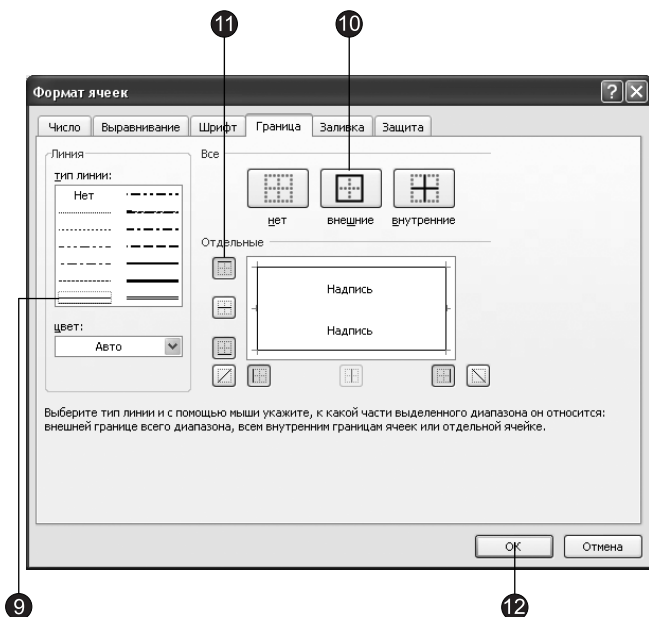 11 10
Формат ячеек
Число Выравнивание Шрифт Граница Заливка Защита
Линия
Все
тип линии:
Нет
нет внешние внутренние
Отдельные
Надпись
Надпись
цвет:
Авто
Выберите тип линии и с помощью мыши укажите, к какой части выделенного диапазона он относится:
внешней границе всего диапазона, всем внутренним границам ячеек или отдельной ячейке.
ОК Отмена
9 12